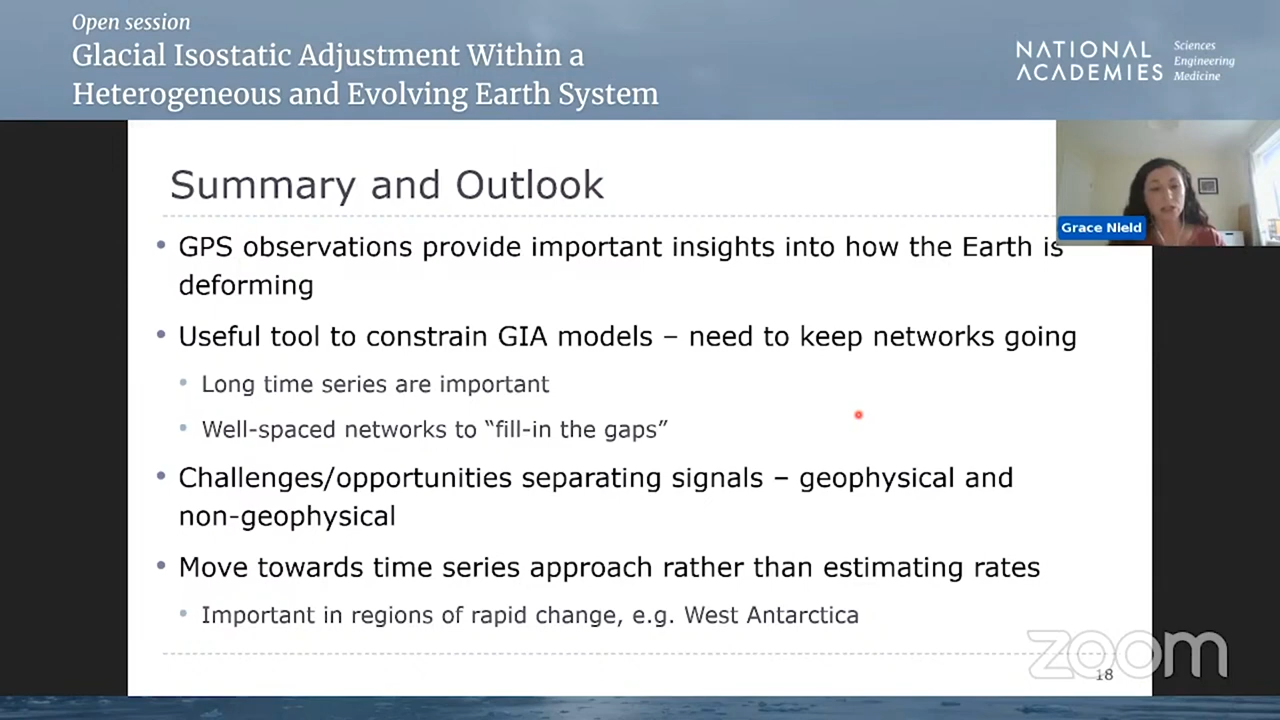 Open session
Glacial Isostatic Adjustment Within a
Heterogeneous and Evolving Earth System
NATIONAL
ACADEMIES
Sciences
Engineering
Medicine
Grace Nield
Summary and Outlook
• GPS observations provide important insights into how the Earth is
deforming
• Useful tool to constrain GIA models – need to keep networks going
• Long time series are important
• Well-spaced networks to “fill-in the gaps”
• Challenges/opportunities separating signals – geophysical and
non-geophysical
• Move towards time series approach rather than estimating rates
• Important in regions of rapid change, e.g. West Antarctica
zoom
18